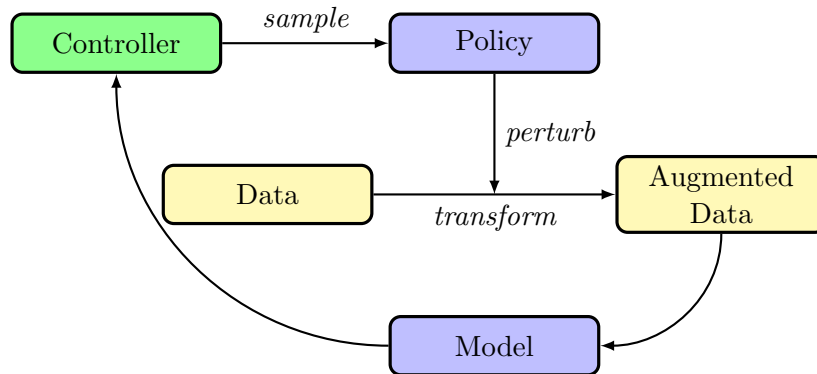 sample
Controller
Policy
perturb
Data
Augmented
Data
transform
Model